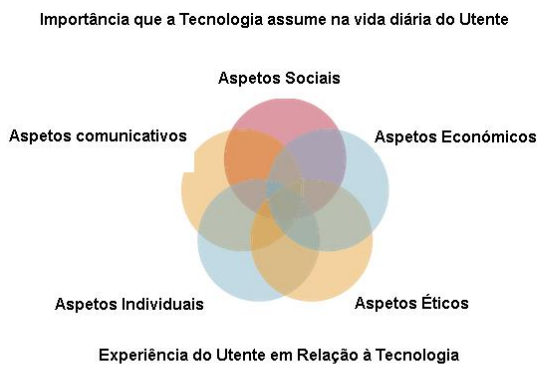 Importância que a Tecnologia assume na vida diária do Utente
Aspetos Sociais
Aspetos comunicativos
Aspetos Económicos
Aspetos Individuais
Aspetos Éticos
Experiência do Utente em Relação à Tecnologia